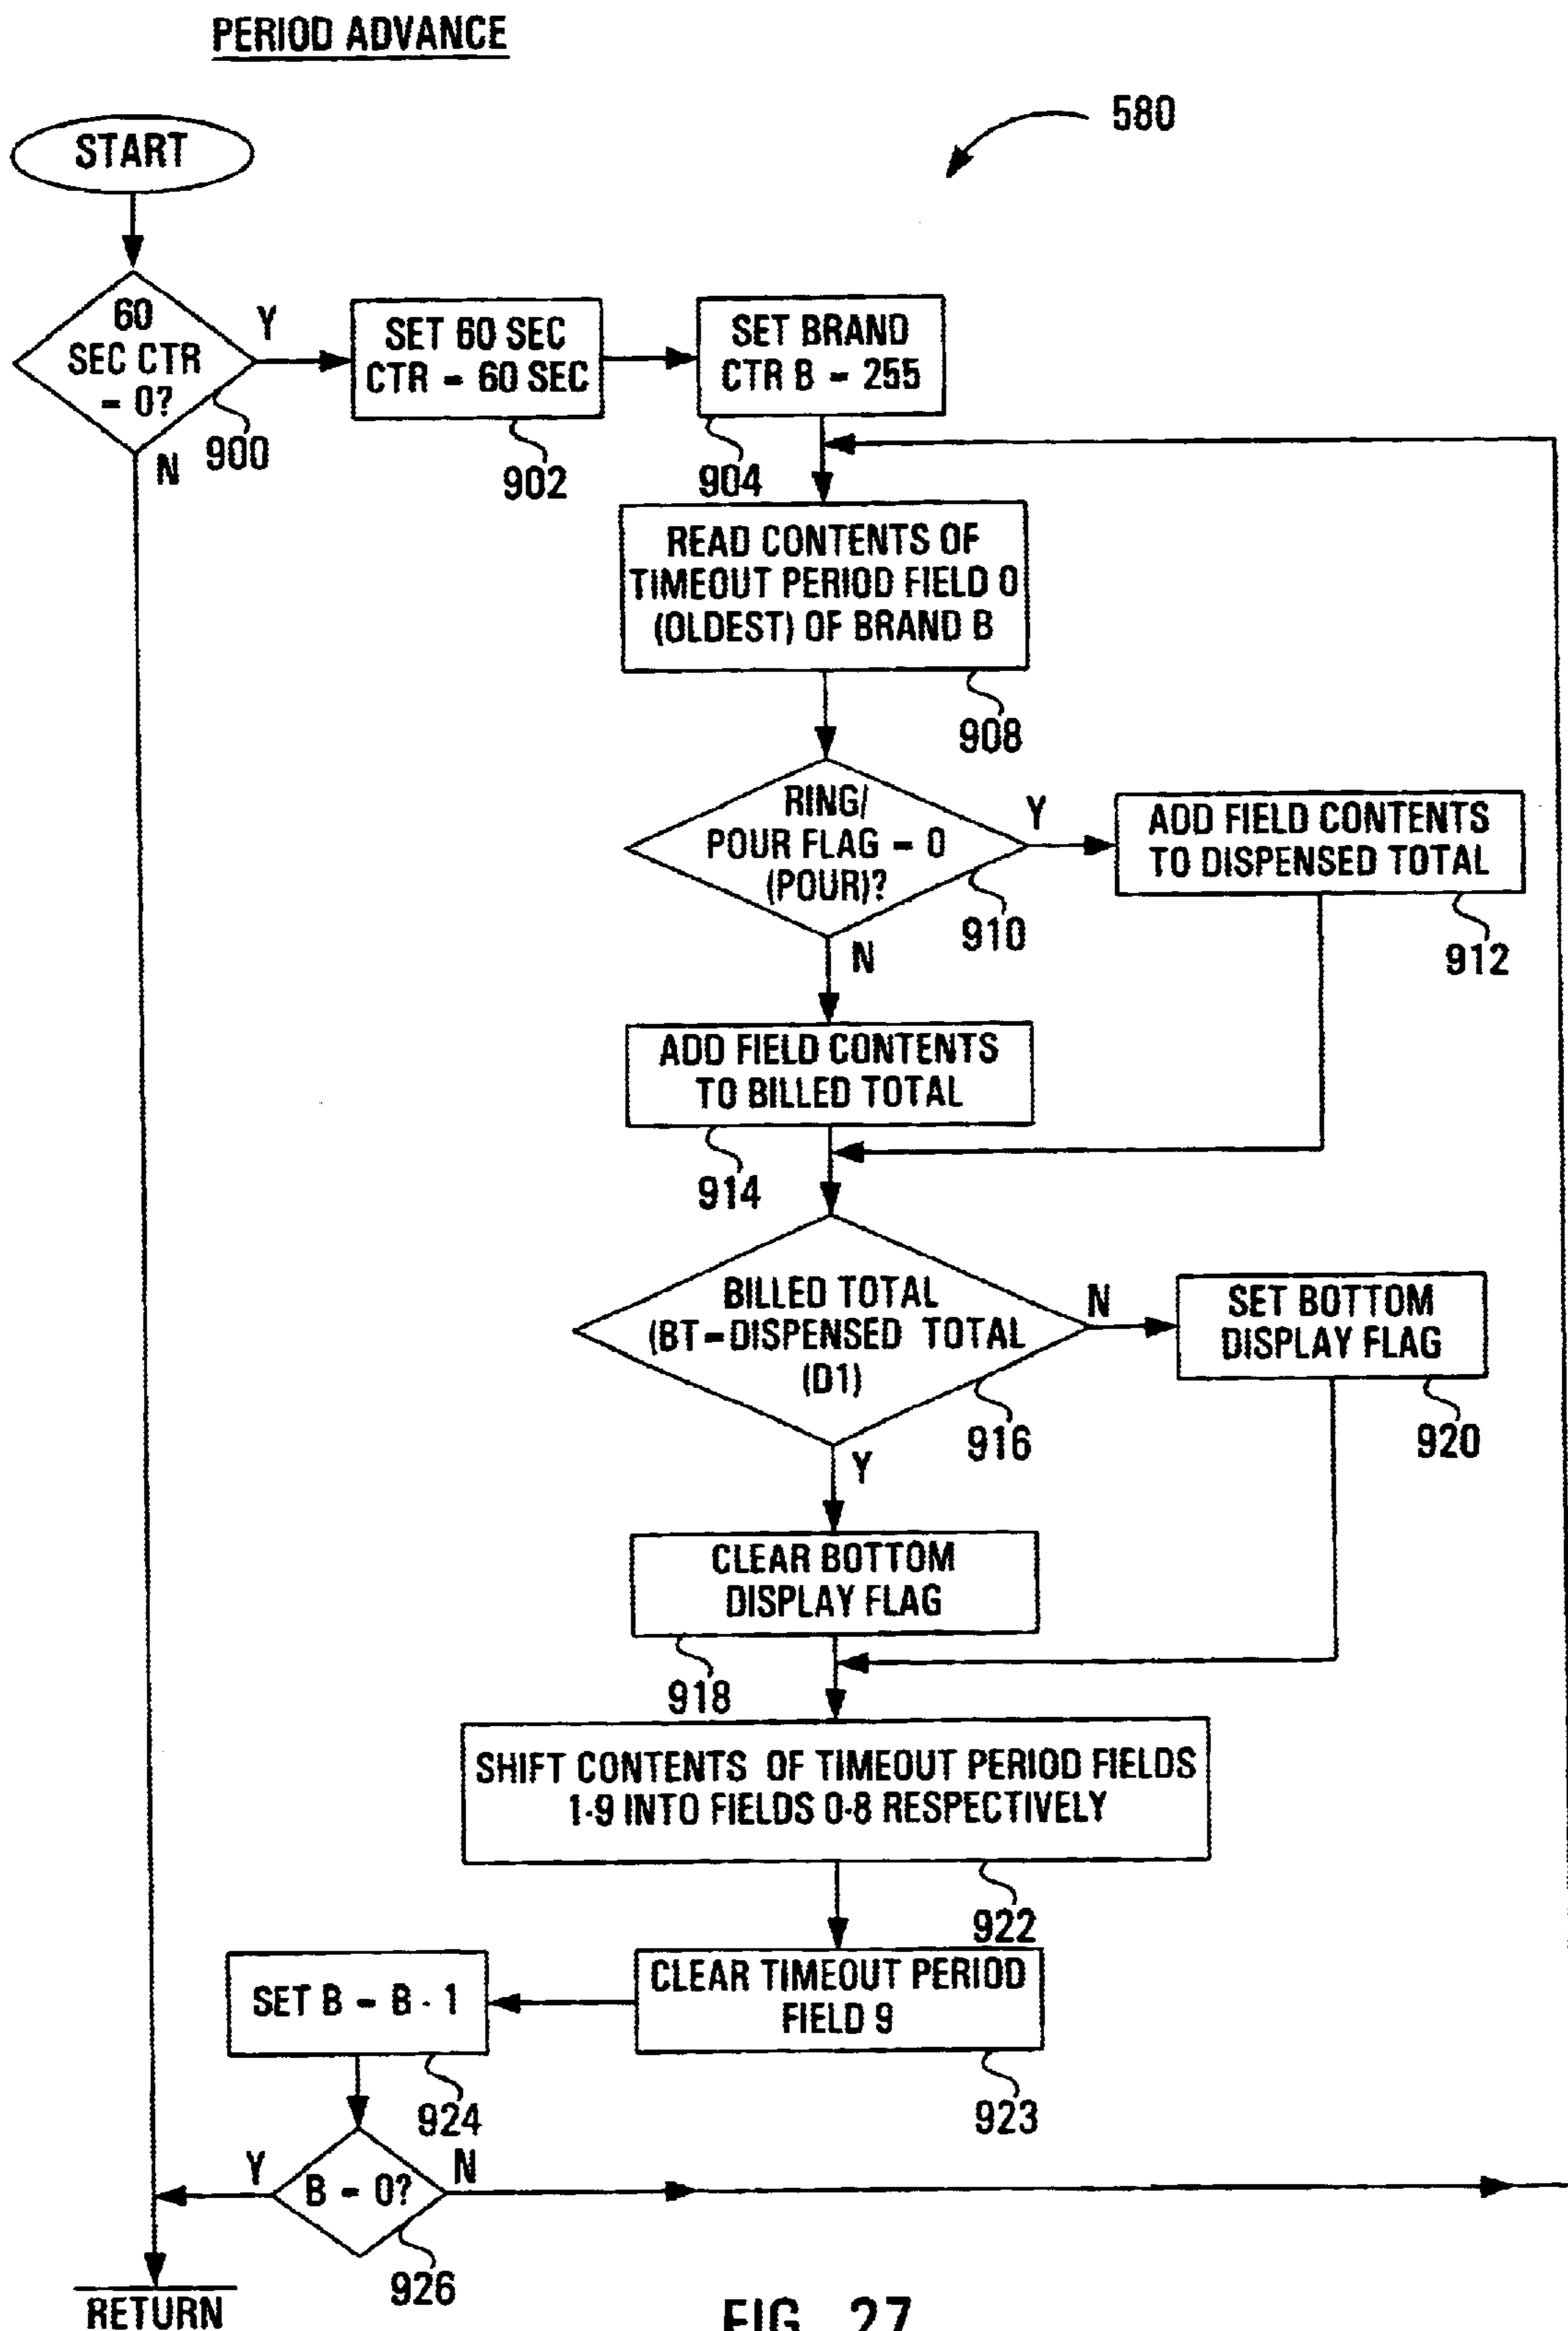 PERIOD ADVANCE
580
START
60
SEC CTR
= 0?
Y
N
900
SET 60 SEC
CTR = 60 SEC
902
SET BRAND
CTR B = 255
904
READ CONTENTS OF
TIMEOUT PERIOD FIELD 0
(OLDEST) OF BRAND B
908
RING/
POUR FLAG = 0
(POUR)?
Y
N
910
ADD FIELD CONTENTS
TO DISPENSED TOTAL
912
ADD FIELD CONTENTS
TO BILLED TOTAL
914
BILLED TOTAL
(BT=DISPENSED TOTAL
(D1)
N
Y
916
SET BOTTOM
DISPLAY FLAG
920
CLEAR BOTTOM
DISPLAY FLAG
918
SHIFT CONTENTS OF TIMEOUT PERIOD FIELDS
1-9 INTO FIELDS 0-8 RESPECTIVELY
922
CLEAR TIMEOUT PERIOD
FIELD 9
923
SET B = B - 1
924
B = 0?
Y
N
926
RETURN
FIG. 27